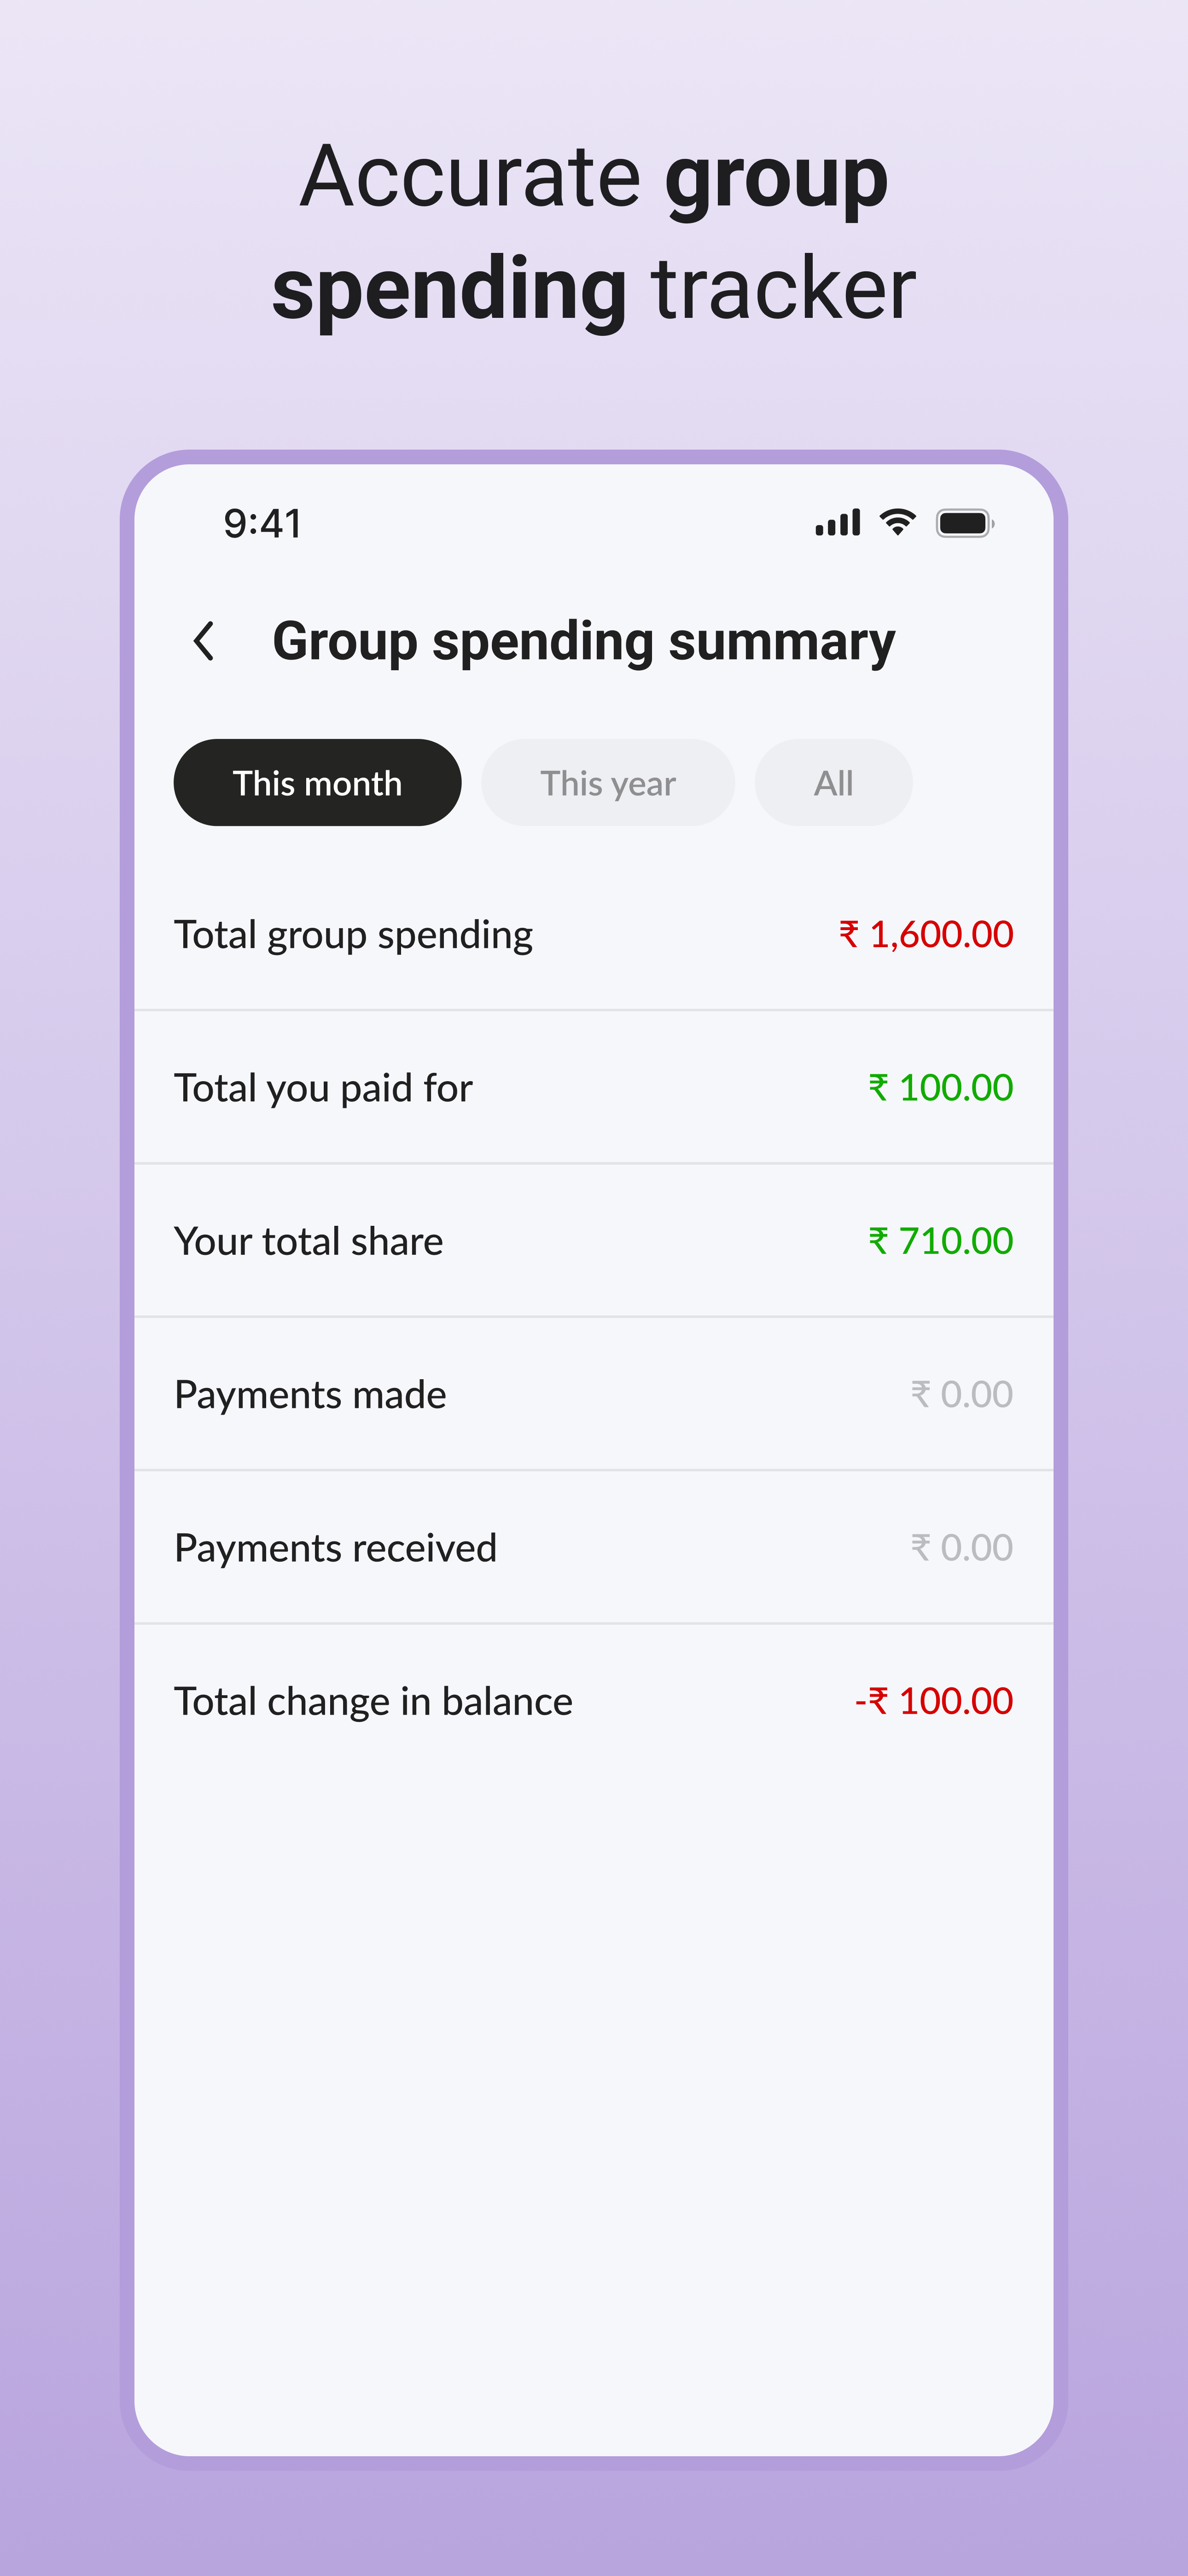 Accurate group
spending tracker
9:41
Group spending summary
This month This year All
Total group spending ₹ 1,600.00
Total you paid for ₹ 100.00
Your total share ₹ 710.00
Payments made ₹ 0.00
Payments received ₹ 0.00
Total change in balance -₹ 100.00